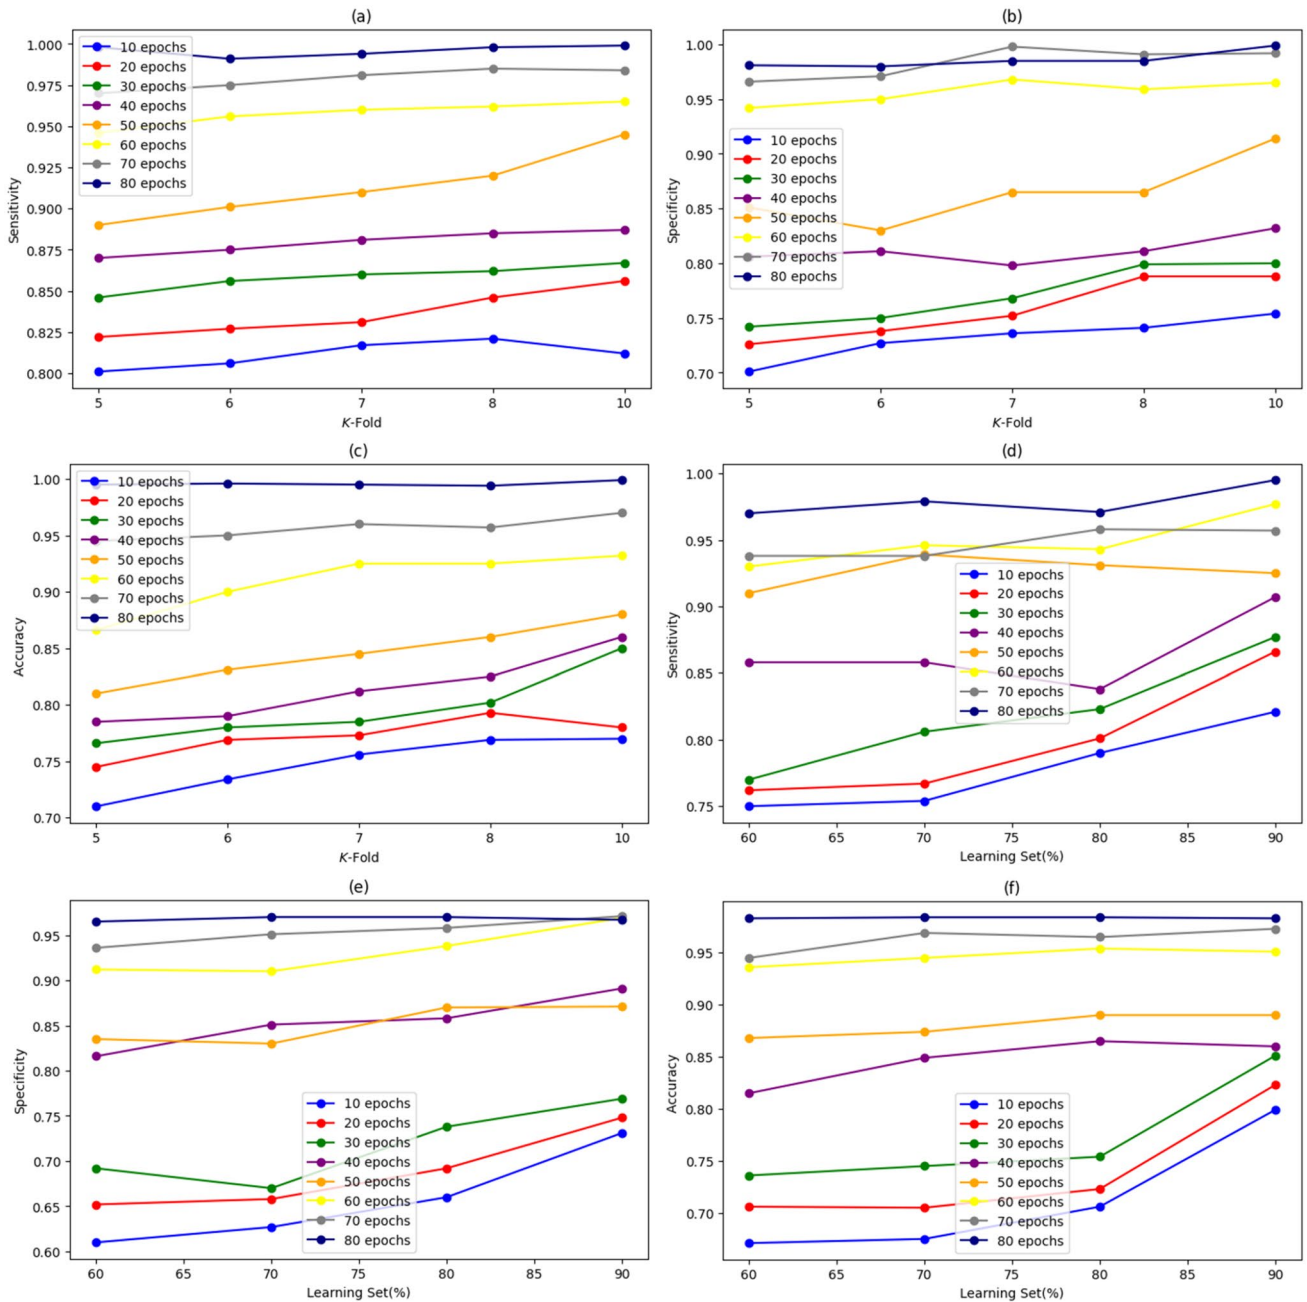 (a)
1.000
0.975
0.950
0.925
0.900
0.875
0.850
0.825
0.800
Sensitivity
10 epochs
20 epochs
30 epochs
40 epochs
50 epochs
60 epochs
70 epochs
80 epochs
5 6 7 8 10
K-Fold
(b)
1.00
0.95
0.90
0.85
0.80
0.75
0.70
Specificity
10 epochs
20 epochs
30 epochs
40 epochs
50 epochs
60 epochs
70 epochs
80 epochs
5 6 7 8 10
K-Fold
(c)
1.00
0.95
0.90
0.85
0.80
0.75
0.70
Accuracy
10 epochs
20 epochs
30 epochs
40 epochs
50 epochs
60 epochs
70 epochs
80 epochs
5 6 7 8 10
K-Fold
(d)
1.00
0.95
0.90
0.85
0.80
0.75
Sensitivity
10 epochs
20 epochs
30 epochs
40 epochs
50 epochs
60 epochs
70 epochs
80 epochs
60 65 70 75 80 85 90
Learning Set(%)
(e)
0.95
0.90
0.85
0.80
0.75
0.70
0.65
0.60
Specificity
10 epochs
20 epochs
30 epochs
40 epochs
50 epochs
60 epochs
70 epochs
80 epochs
60 65 70 75 80 85 90
Learning Set(%)
(f)
0.95
0.90
0.85
0.80
0.75
0.70
Accuracy
10 epochs
20 epochs
30 epochs
40 epochs
50 epochs
60 epochs
70 epochs
80 epochs
60 65 70 75 80 85 90
Learning Set(%)